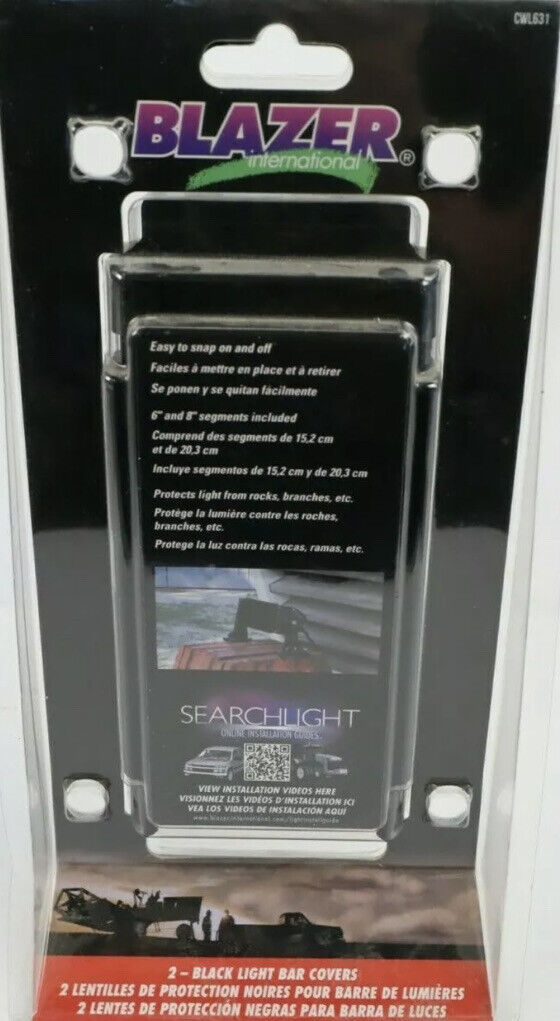 CWL631
BLAZER
international®
Easy to snap on and off
Faciles à mettre en place et à retirer
Se ponen y se quitan fácilmente
6" and 8" segments included
Comprend des segments de 15,2 cm
et de 20,3 cm
Incluye segmentos de 15,2 cm y de 20,3 cm
Protects light from rocks, branches, etc.
Protège la lumière contre les roches,
branches, etc.
Protege la luz contra las rocas, ramas, etc.
SEARCHLIGHT
ONLINE INSTALLATION GUIDES
VIEW INSTALLATION VIDEOS HERE
VISIONNEZ LES VIDÉOS D'INSTALLATION ICI
VEA LOS VIDEOS DE INSTALACIÓN AQUÍ
www.blazerinternational.com/lightinstallguide
2 – BLACK LIGHT BAR COVERS
2 LENTILLES DE PROTECTION NOIRES POUR BARRE DE LUMIÈRES
2 LENTES DE PROTECCIÓN NEGRAS PARA BARRA DE LUCES